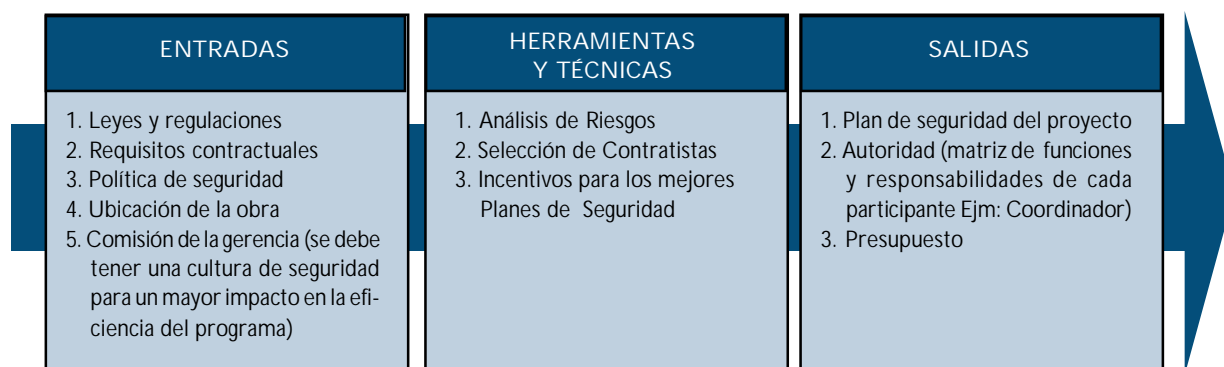 ENTRADAS
1. Leyes y regulaciones
2. Requisitos contractuales
3. Política de seguridad
4. Ubicación de la obra
5. Comisión de la gerencia (se debe
tener una cultura de seguridad
para un mayor impacto en la efi-
ciencia del programa)
HERRAMIENTAS
Y TÉCNICAS
1. Análisis de Riesgos
2. Selección de Contratistas
3. Incentivos para los mejores
Planes de Seguridad
SALIDAS
1. Plan de seguridad del proyecto
2. Autoridad (matriz de funciones
y responsabilidades de cada
participante Ejm: Coordinador)
3. Presupuesto